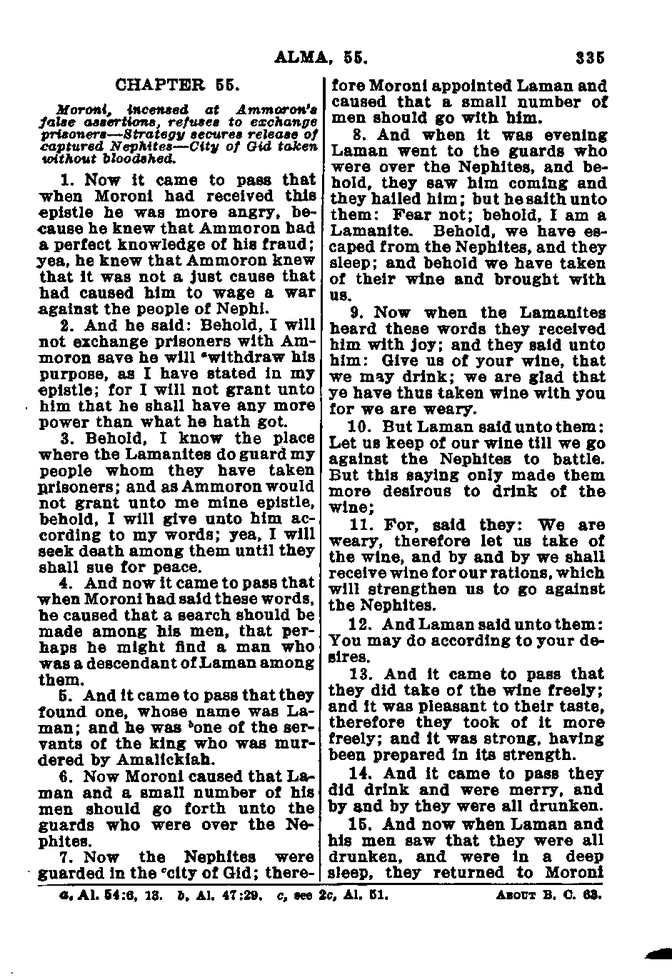 ALMA, 55. 335
CHAPTER 55.
Moroni, incensed at Ammoron's
false assertions, refuses to exchange
prisoners—Strategy secures release of
captured Nephites—City of Gid taken
without bloodshed.
1. Now it came to pass that
when Moroni had received this
epistle he was more angry, be-
cause he knew that Ammoron had
a perfect knowledge of his fraud;
yea, he knew that Ammoron knew
that it was not a just cause that
had caused him to wage a war
against the people of Nephi.
2. And he said: Behold, I will
not exchange prisoners with Am-
moron save he will ᵃwithdraw his
purpose, as I have stated in my
epistle; for I will not grant unto
him that he shall have any more
power than what he hath got.
3. Behold, I know the place
where the Lamanites do guard my
people whom they have taken
prisoners; and as Ammoron would
not grant unto me mine epistle,
behold, I will give unto him ac-
cording to my words; yea, I will
seek death among them until they
shall sue for peace.
4. And now it came to pass that
when Moroni had said these words,
he caused that a search should be
made among his men, that per-
haps he might find a man who
was a descendant of Laman among
them.
5. And it came to pass that they
found one, whose name was La-
man; and he was ᵇone of the ser-
vants of the king who was mur-
dered by Amalickiah.
6. Now Moroni caused that La-
man and a small number of his
men should go forth unto the
guards who were over the Ne-
phites.
7. Now the Nephites were
guarded in the ᶜcity of Gid; there-
fore Moroni appointed Laman and
caused that a small number of
men should go with him.
8. And when it was evening
Laman went to the guards who
were over the Nephites, and be-
hold, they saw him coming and
they hailed him; but he saith unto
them: Fear not; behold, I am a
Lamanite. Behold, we have es-
caped from the Nephites, and they
sleep; and behold we have taken
of their wine and brought with
us.
9. Now when the Lamanites
heard these words they received
him with joy; and they said unto
him: Give us of your wine, that
we may drink; we are glad that
ye have thus taken wine with you
for we are weary.
10. But Laman said unto them:
Let us keep of our wine till we go
against the Nephites to battle.
But this saying only made them
more desirous to drink of the
wine;
11. For, said they: We are
weary, therefore let us take of
the wine, and by and by we shall
receive wine for our rations, which
will strengthen us to go against
the Nephites.
12. And Laman said unto them:
You may do according to your de-
sires.
13. And it came to pass that
they did take of the wine freely;
and it was pleasant to their taste,
therefore they took of it more
freely; and it was strong, having
been prepared in its strength.
14. And it came to pass they
did drink and were merry, and
by and by they were all drunken.
15. And now when Laman and
his men saw that they were all
drunken, and were in a deep
sleep, they returned to Moroni
a, Al. 54:6, 13. b, Al. 47:29. c, see 2c, Al. 51. ABOUT B. C. 63.